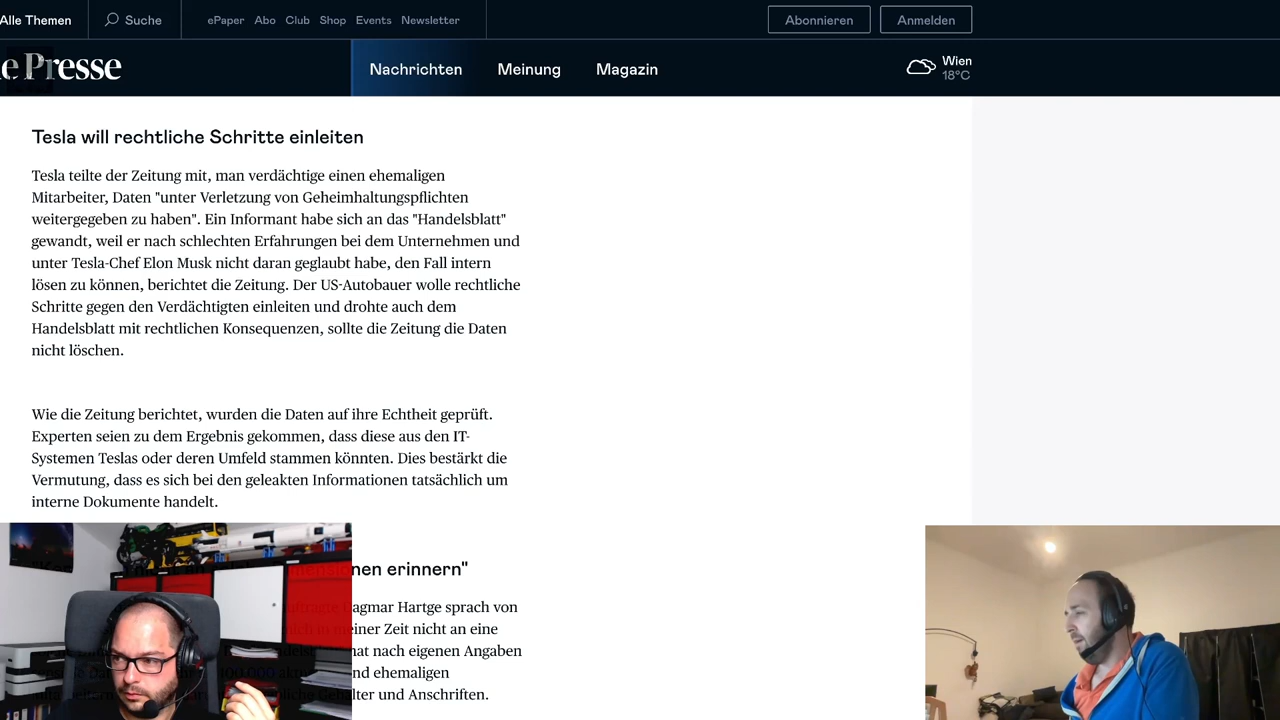 Alle Themen
Suche
ePaper Abo Club Shop Events Newsletter
Abonnieren
Anmelden
e Presse
Nachrichten
Meinung
Magazin
Wien
18°C
Tesla will rechtliche Schritte einleiten
Tesla teilte der Zeitung mit, man verdächtige einen ehemaligen
Mitarbeiter, Daten "unter Verletzung von Geheimhaltungspflichten
weitergegeben zu haben". Ein Informant habe sich an das "Handelsblatt"
gewandt, weil er nach schlechten Erfahrungen bei dem Unternehmen und
unter Tesla-Chef Elon Musk nicht daran geglaubt habe, den Fall intern
lösen zu können, berichtet die Zeitung. Der US-Autobauer wolle rechtliche
Schritte gegen den Verdächtigten einleiten und drohte auch dem
Handelsblatt mit rechtlichen Konsequenzen, sollte die Zeitung die Daten
nicht löschen.
Wie die Zeitung berichtet, wurden die Daten auf ihre Echtheit geprüft.
Experten seien zu dem Ergebnis gekommen, dass diese aus den IT-
Systemen Teslas oder deren Umfeld stammen könnten. Dies bestärkt die
Vermutung, dass es sich bei den geleakten Informationen tatsächlich um
interne Dokumente handelt.
nen erinnern"
Dagmar Hartge sprach von
in meiner Zeit nicht an eine
hat nach eigenen Angaben
100.000 und ehemaligen
Gehälter und Anschriften.